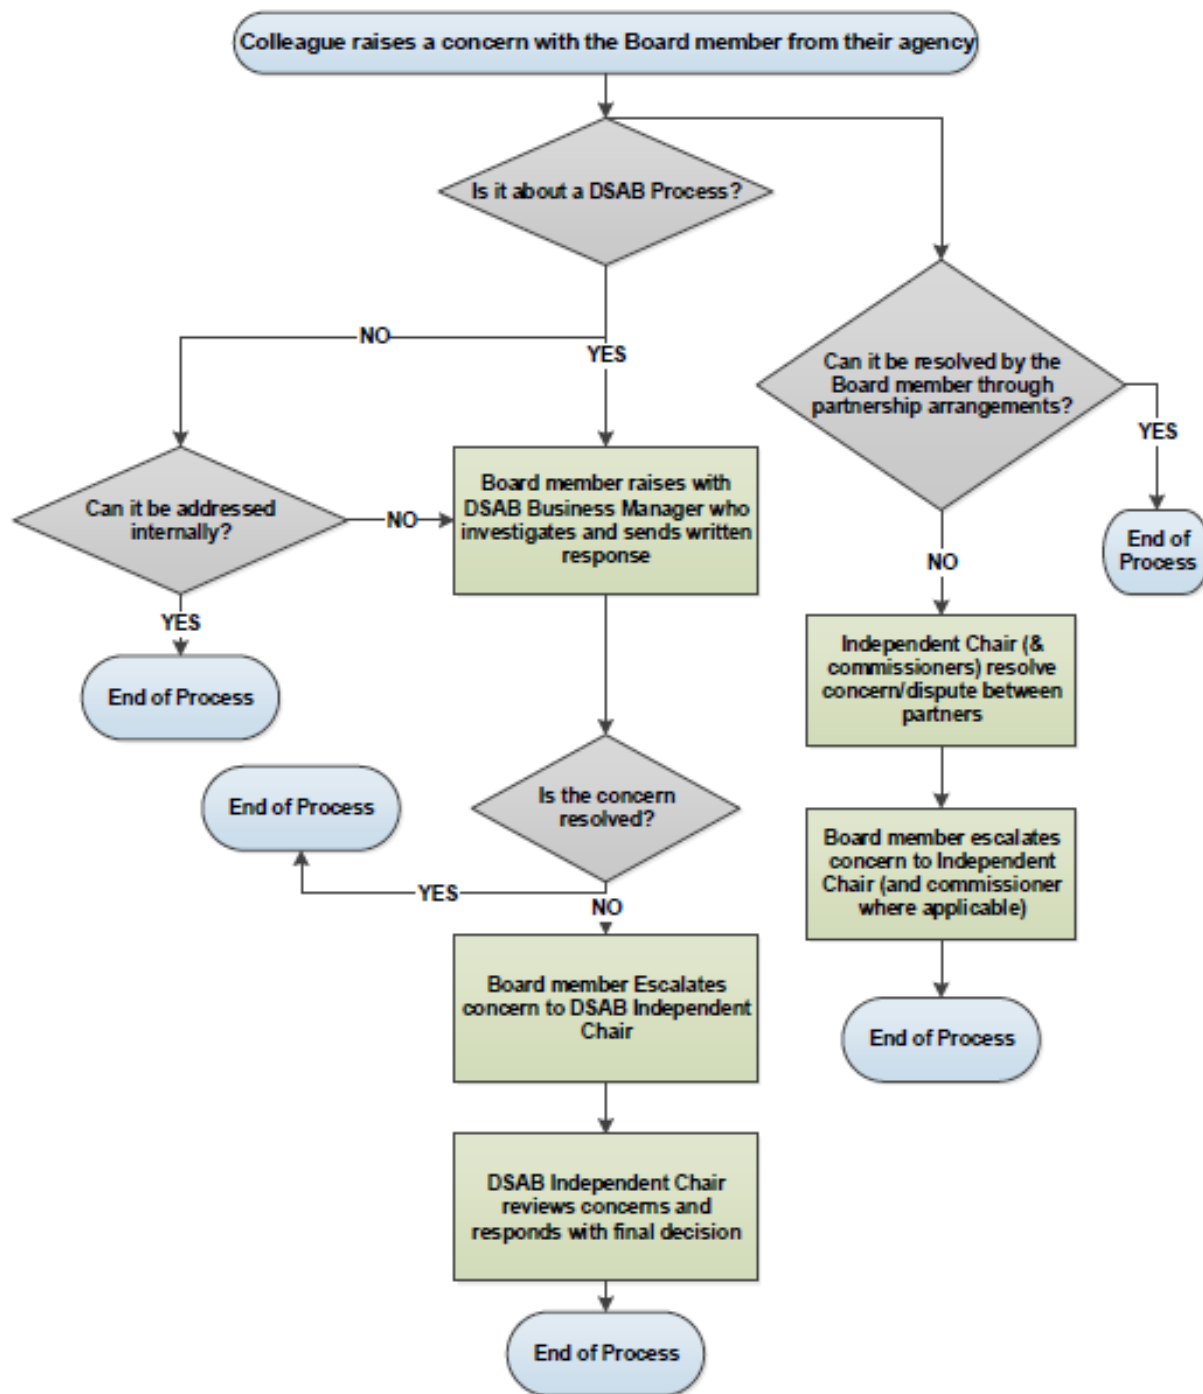 Colleague raises a concern with the Board member from their agency
Is it about a DSAB Process?
NO
YES
Can it be resolved by the
Board member through
partnership arrangements?
YES
Can it be addressed
internally?
NO
Board member raises with
DSAB Business Manager who
investigates and sends written
response
End of
Process
NO
YES
End of Process
Independent Chair (&
commissioners) resolve
concern/dispute between
partners
End of Process
Is the concern
resolved?
Board member escalates
concern to Independent
Chair (and commissioner
where applicable)
YES
NO
Board member Escalates
concern to DSAB Independent
Chair
End of Process
DSAB Independent Chair
reviews concerns and
responds with final decision
End of Process